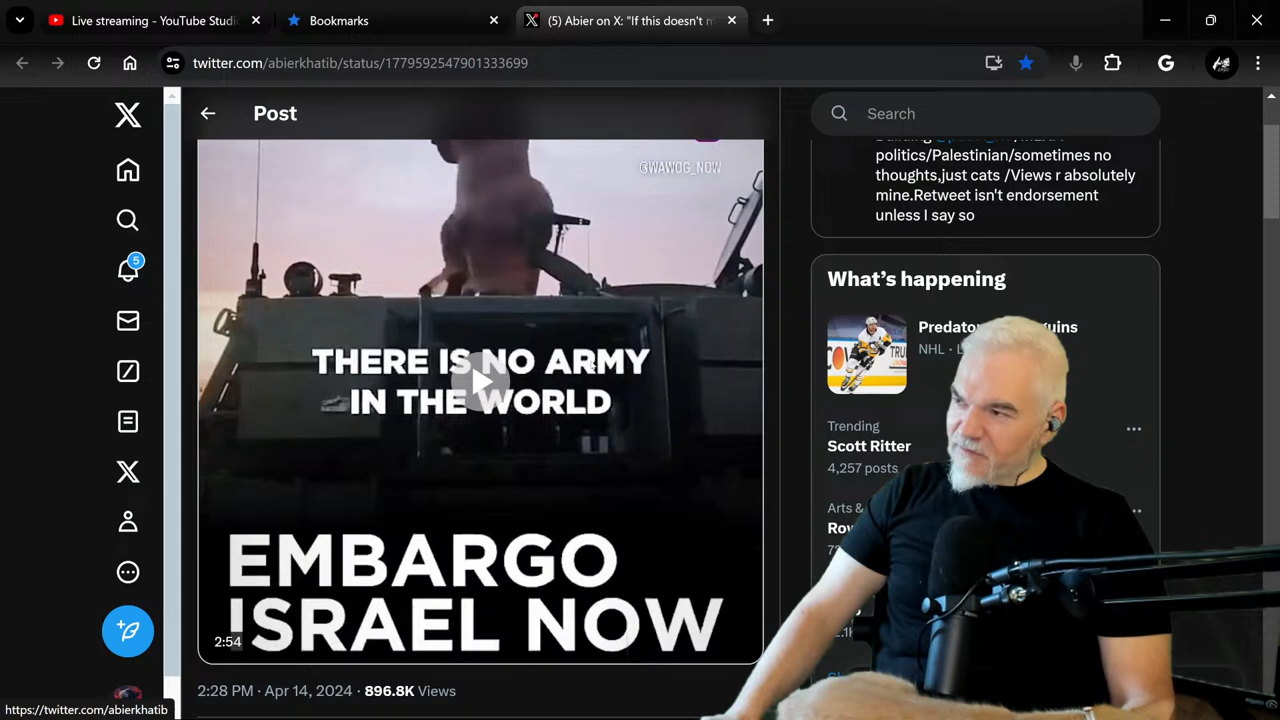 Live streaming - YouTube Studi
Bookmarks
(5) Abier on X: "If this doesn't m
twitter.com/abierkhatib/status/1779592547901333699
G
Post
Search
5
@WAWOG_NOW
politics/Palestinian/sometimes no
thoughts,just cats /Views r absolutely
mine.Retweet isn't endorsement
unless I say so
THERE IS NO ARMY
IN THE WORLD
EMBARGO
ISRAEL NOW
2:54
2:28 PM · Apr 14, 2024 · 896.8K Views
What's happening
NHL
Trending
Scott Ritter
4,257 posts
Arts &
https://twitter.com/abierkhatib